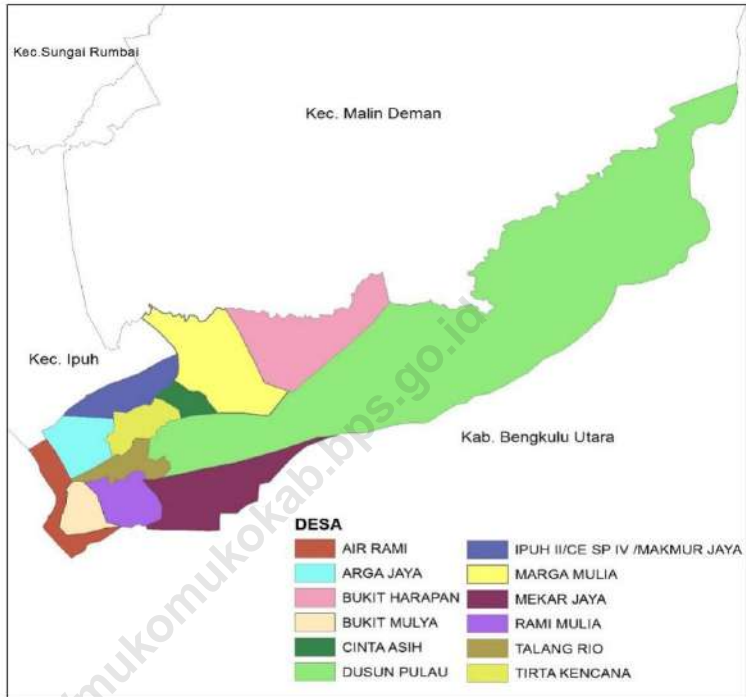 Kec.Sungai Rumbai
Kec. Malin Deman
Kec. Ipuh
Kab. Bengkulu Utara
DESA
AIR RAMI
ARGA JAYA
BUKIT HARAPAN
BUKIT MULYA
CINTA ASIH
DUSUN PULAU
IPUH II/CE SP IV /MAKMUR JAYA
MARGA MULIA
MEKAR JAYA
RAMI MULIA
TALANG RIO
TIRTA KENCANA
mukomukokab.bps.go.id